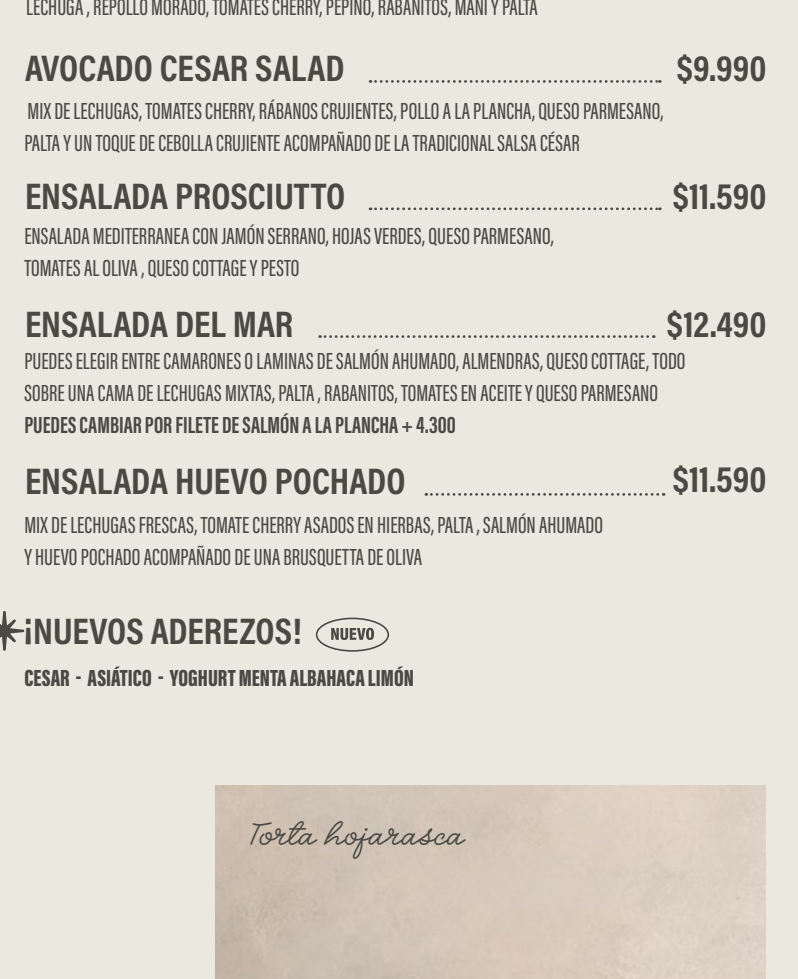 LECHUGA , REPOLLO MORADO, TOMATES CHERRY, PEPINO, RABANITOS, MANI Y PALTA
AVOCADO CESAR SALAD ........................ $9.990
MIX DE LECHUGAS, TOMATES CHERRY, RÁBANOS CRUJIENTES, POLLO A LA PLANCHA, QUESO PARMESANO,
PALTA Y UN TOQUE DE CEBOLLA CRUJIENTE ACOMPAÑADO DE LA TRADICIONAL SALSA CÉSAR
ENSALADA PROSCIUTTO ........................ $11.590
ENSALADA MEDITERRANEA CON JAMÓN SERRANO, HOJAS VERDES, QUESO PARMESANO,
TOMATES AL OLIVA , QUESO COTTAGE Y PESTO
ENSALADA DEL MAR ........................ $12.490
PUEDES ELEGIR ENTRE CAMARONES O LAMINAS DE SALMÓN AHUMADO, ALMENDRAS, QUESO COTTAGE, TODO
SOBRE UNA CAMA DE LECHUGAS MIXTAS, PALTA , RABANITOS, TOMATES EN ACEITE Y QUESO PARMESANO
PUEDES CAMBIAR POR FILETE DE SALMÓN A LA PLANCHA + 4.300
ENSALADA HUEVO POCHADO ........................ $11.590
MIX DE LECHUGAS FRESCAS, TOMATE CHERRY ASADOS EN HIERBAS, PALTA , SALMÓN AHUMADO
Y HUEVO POCHADO ACOMPAÑADO DE UNA BRUSQUETTA DE OLIVA
¡NUEVOS ADEREZOS! NUEVO
CESAR - ASIÁTICO - YOGHURT MENTA ALBAHACA LIMÓN
Torta hojarasca